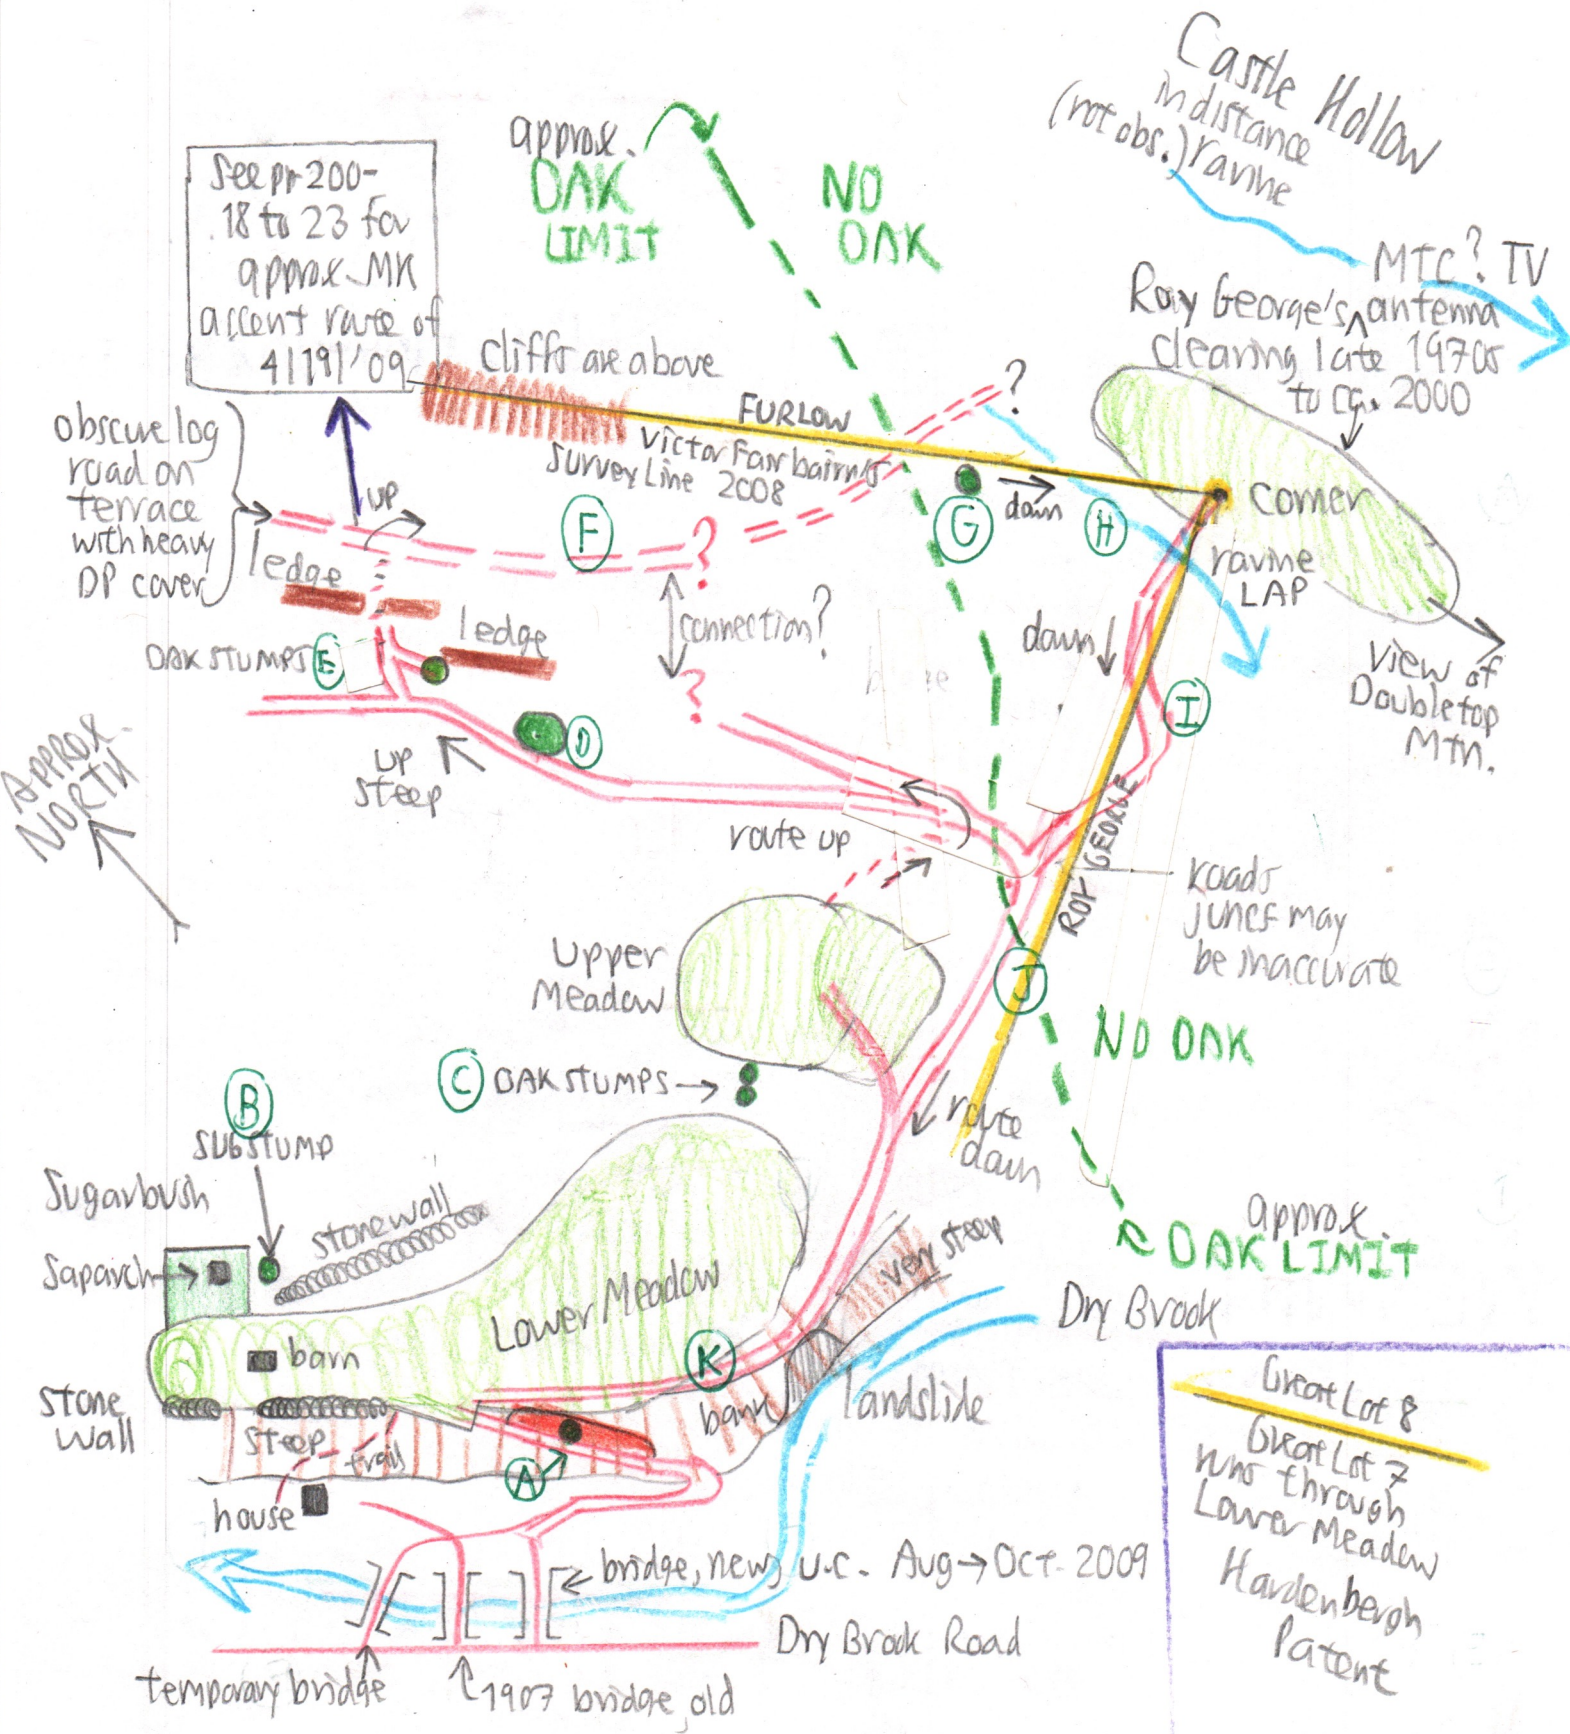 Castle Hollow
in distance
(not obs.) ravine
approx.
OAK
LIMIT
NO
OAK
See pp 200-
18 to 23 for
approx. MK
ascent route of
4/19/'09
MTC? TV
Ray George's ^ antenna
clearing late 1970s
to ca. 2000
Cliffs are above
?
FURLOW
Victor Fairbairn's
Survey Line 2008
obscure log
road on
terrace
with heavy
DP cover
UP
F
G
down
H
corner
ledge
?
ravine
LAP
connection?
ledge
down
OAK STUMPS E
?
I
view of
Doubletop
Mtn.
D
APPROX.
NORTH
up
steep
route up
ROY GEORGE
roads
juncs may
be inaccurate
Upper
Meadow
J
NO OAK
C OAK STUMPS
route
down
B
SUG STUMP
Sugarbush
stone wall
Saparch
very steep
approx.
OAK LIMIT
Lower Meadow
Dry Brook
barn
K
stone
wall
bank
landslide
steep
trail
A
house
Great Lot 8
Great Lot 7
runs through
Lower Meadow
Hardenbergh
Patent
bridge, new, u.c. Aug→Oct. 2009
Dry Brook Road
temporary bridge
1907 bridge, old